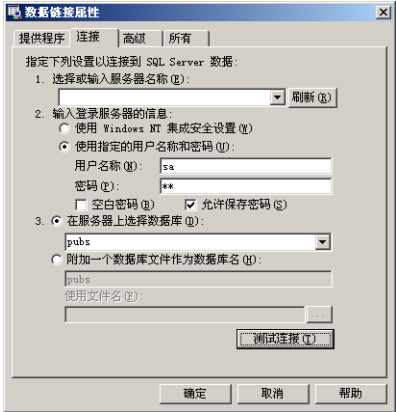 数据链接属性
提供程序 连接 高级 所有
指定下列设置以连接到 SQL Server 数据:
1. 选择或输入服务器名称(E):
刷新(R)
2. 输入登录服务器的信息:
使用 Windows NT 集成安全设置(W)
使用指定的用户名称和密码(U):
用户名称(N): sa
密码(P): **
空白密码(B) 允许保存密码(S)
3. 在服务器上选择数据库(D):
pubs
附加一个数据库文件作为数据库名(H):
pubs
使用文件名(F):
...
测试连接(T)
确定 取消 帮助